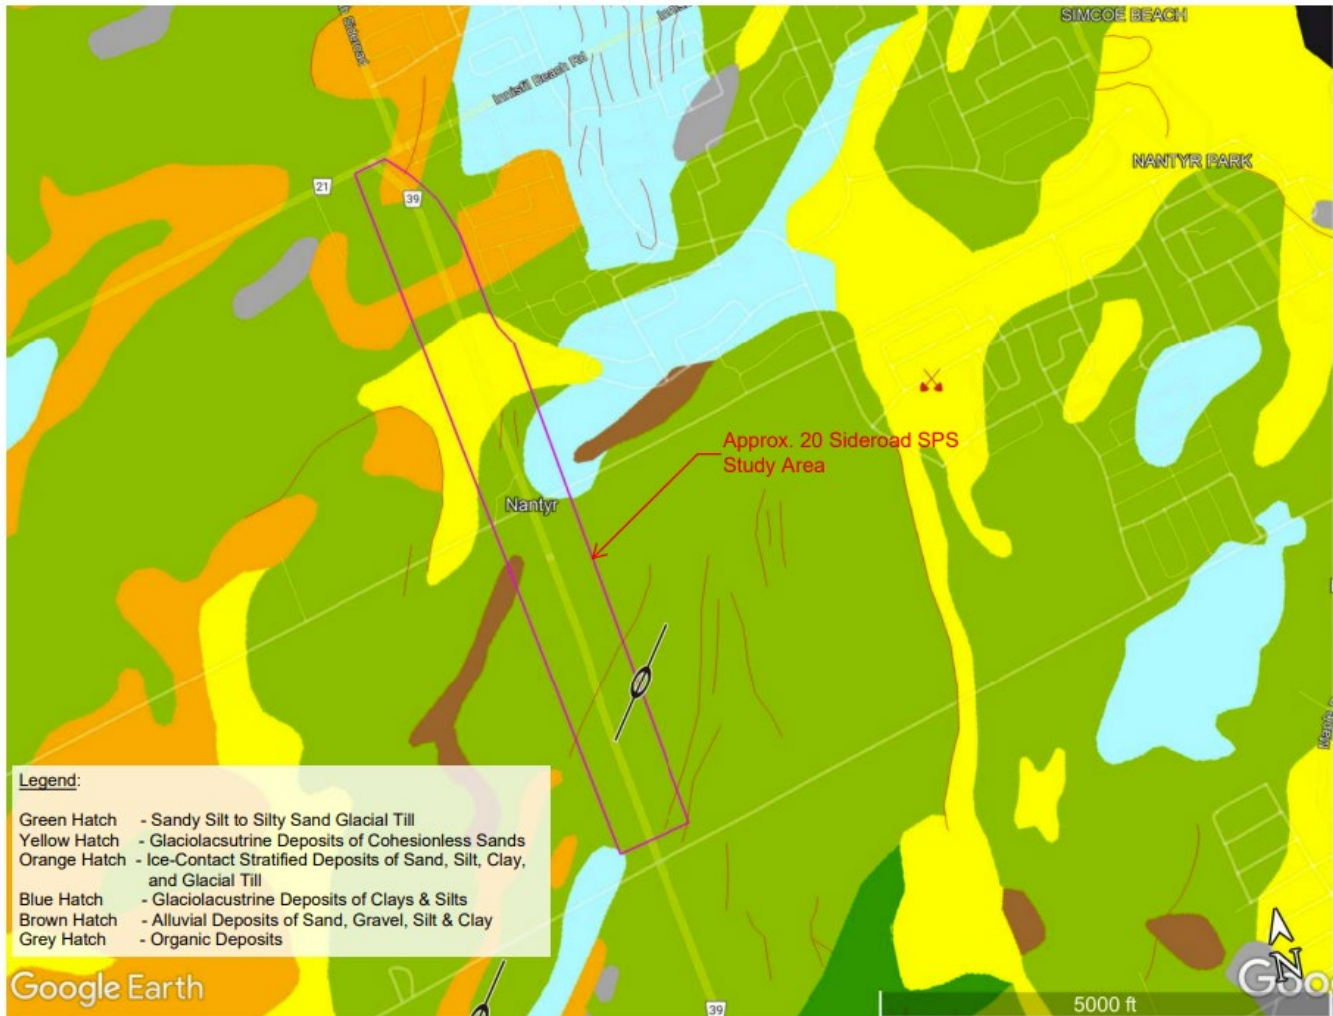 SIMCOE BEACH
Sideroad
Innisfil Beach Rd
NANTYR PARK
21
39
Approx. 20 Sideroad SPS
Study Area
Nantyr
Legend:
Green Hatch - Sandy Silt to Silty Sand Glacial Till
Yellow Hatch - Glaciolacsutrine Deposits of Cohesionless Sands
Orange Hatch - Ice-Contact Stratified Deposits of Sand, Silt, Clay,
and Glacial Till
Blue Hatch - Glaciolacustrine Deposits of Clays & Silts
Brown Hatch - Alluvial Deposits of Sand, Gravel, Silt & Clay
Grey Hatch - Organic Deposits
Google Earth
N
Goo
39
5000 ft